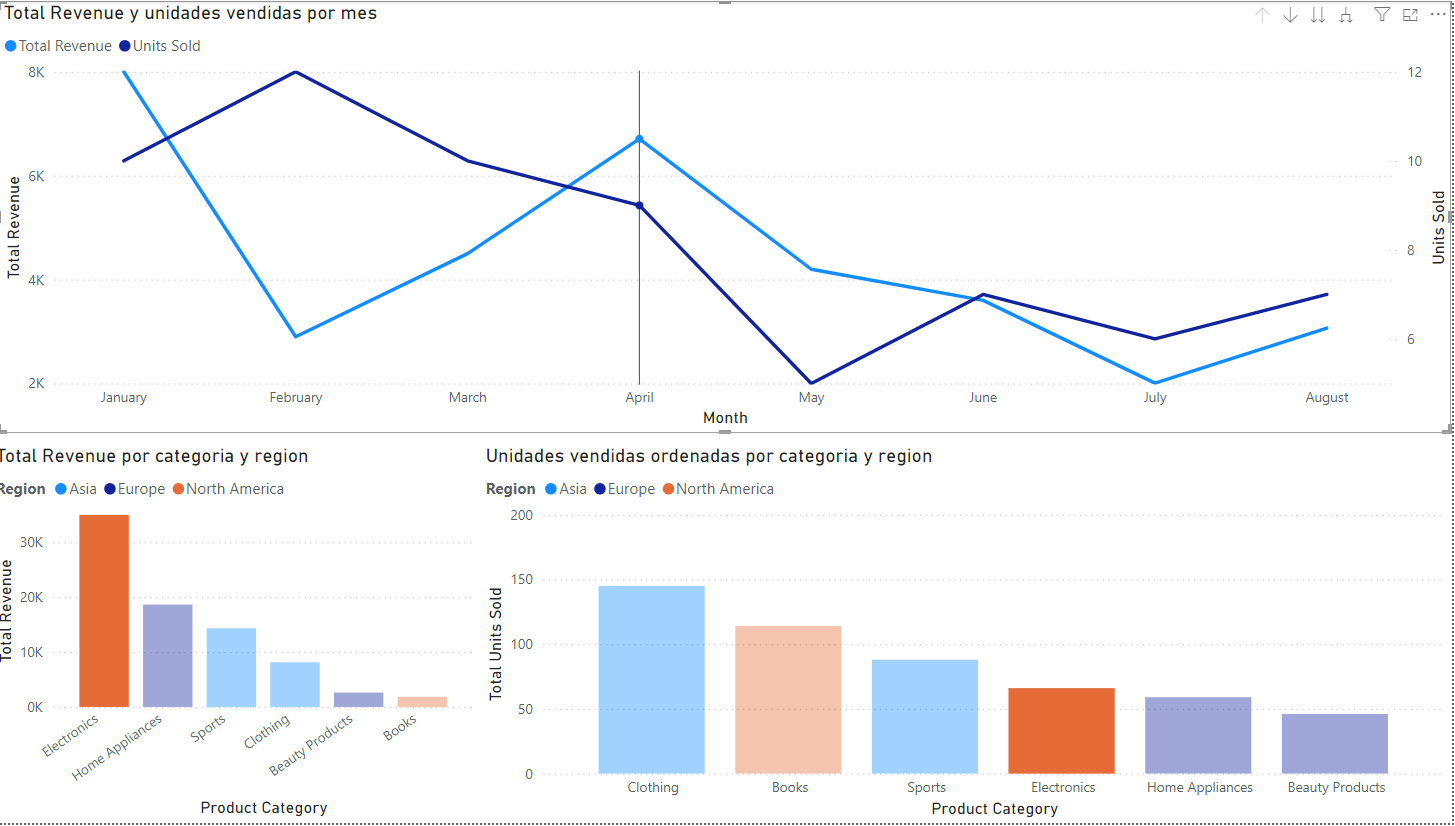 Total Revenue y unidades vendidas por mes
Total Revenue Units Sold
8K
6K
4K
2K
Total Revenue
12
10
8
6
Units Sold
January February March April May June July August
Month
Total Revenue por categoria y region
Region Asia Europe North America
30K
20K
10K
0K
Total Revenue
Electronics
Home Appliances
Sports
Clothing
Beauty Products
Books
Product Category
Unidades vendidas ordenadas por categoria y region
Region Asia Europe North America
200
150
100
50
0
Total Units Sold
Clothing Books Sports Electronics Home Appliances Beauty Products
Product Category